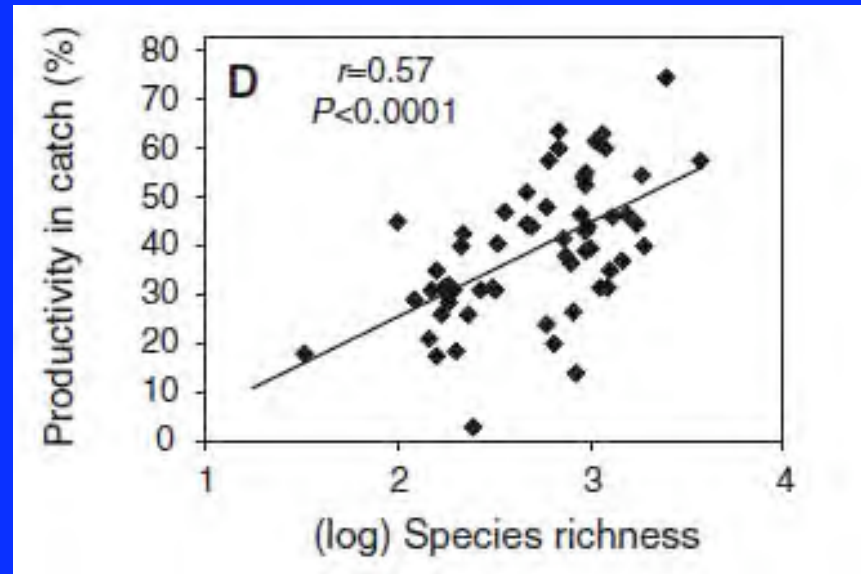 D
r=0.57
P<0.0001
Productivity in catch (%)
80
70
60
50
40
30
20
10
0
1 2 3 4
(log) Species richness